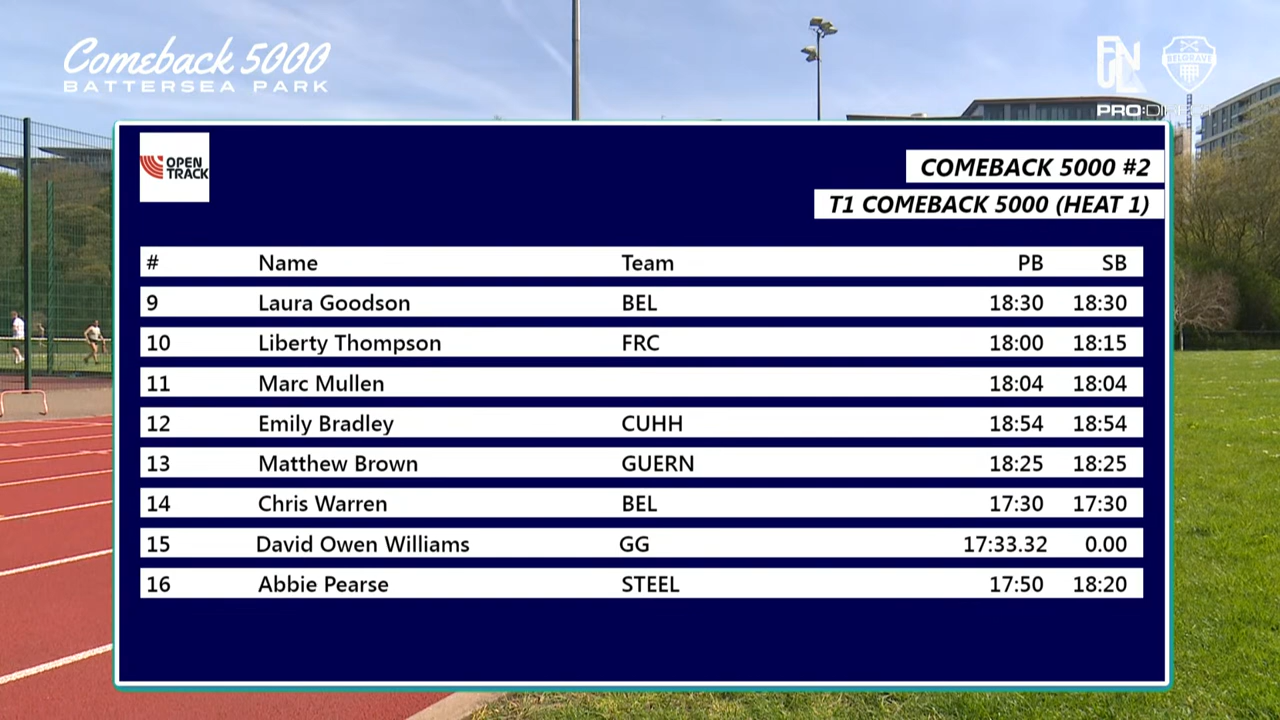 Comeback 5000
BATTERSEA PARK
BELGRAVE
PRO:DI
OPEN
TRACK
COMEBACK 5000 #2
T1 COMEBACK 5000 (HEAT 1)
# Name Team PB SB
9 Laura Goodson BEL 18:30 18:30
10 Liberty Thompson FRC 18:00 18:15
11 Marc Mullen 18:04 18:04
12 Emily Bradley CUHH 18:54 18:54
13 Matthew Brown GUERN 18:25 18:25
14 Chris Warren BEL 17:30 17:30
15 David Owen Williams GG 17:33.32 0.00
16 Abbie Pearse STEEL 17:50 18:20